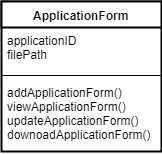 ApplicationForm
applicationID
filePath
addApplicationForm()
viewApplicationForm()
updateApplicationForm()
downoadApplicationForm()